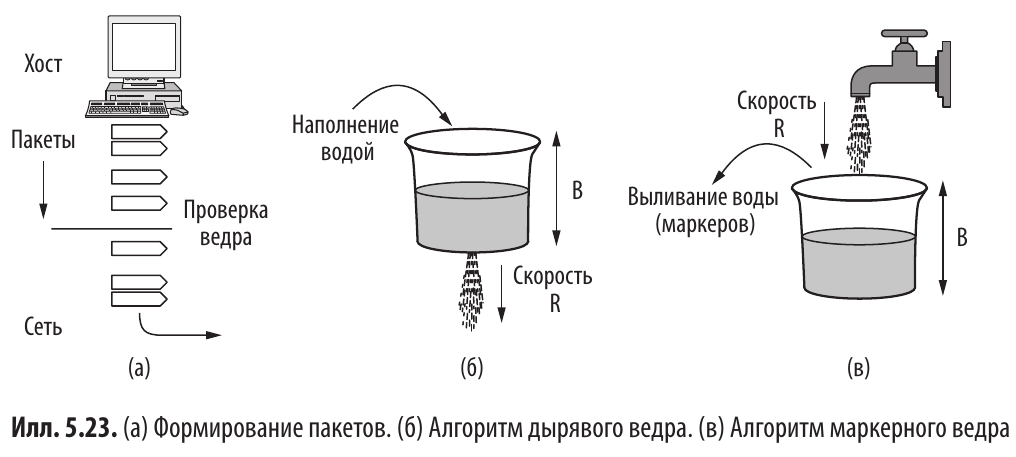 Хост
Пакеты
Проверка
ведра
Сеть
(а)
Наполнение
водой
B
Скорость
R
(б)
Скорость
R
Выливание воды
(маркеров)
B
(в)
Илл. 5.23. (а) Формирование пакетов. (б) Алгоритм дырявого ведра. (в) Алгоритм маркерного ведра